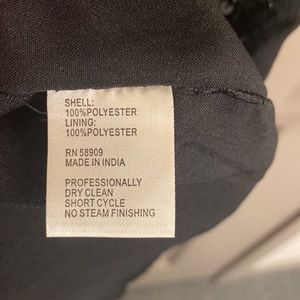 SHELL:
100%POLYESTER
LINING:
100%POLYESTER
RN 58909
MADE IN INDIA
PROFESSIONALLY
DRY CLEAN
SHORT CYCLE
NO STEAM FINISHING